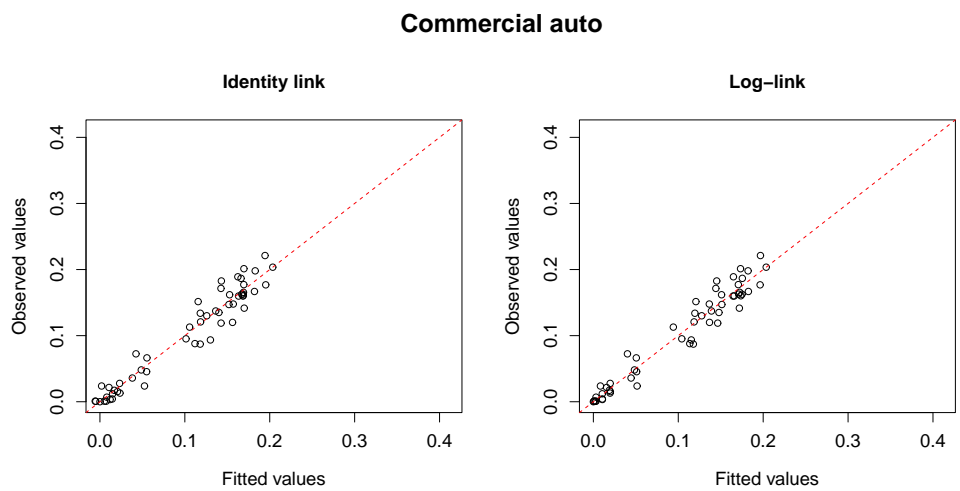 Commercial auto
Identity link
Observed values
0.4
0.3
0.2
0.1
0.0
0.0 0.1 0.2 0.3 0.4
Fitted values
Log−link
Observed values
0.4
0.3
0.2
0.1
0.0
0.0 0.1 0.2 0.3 0.4
Fitted values